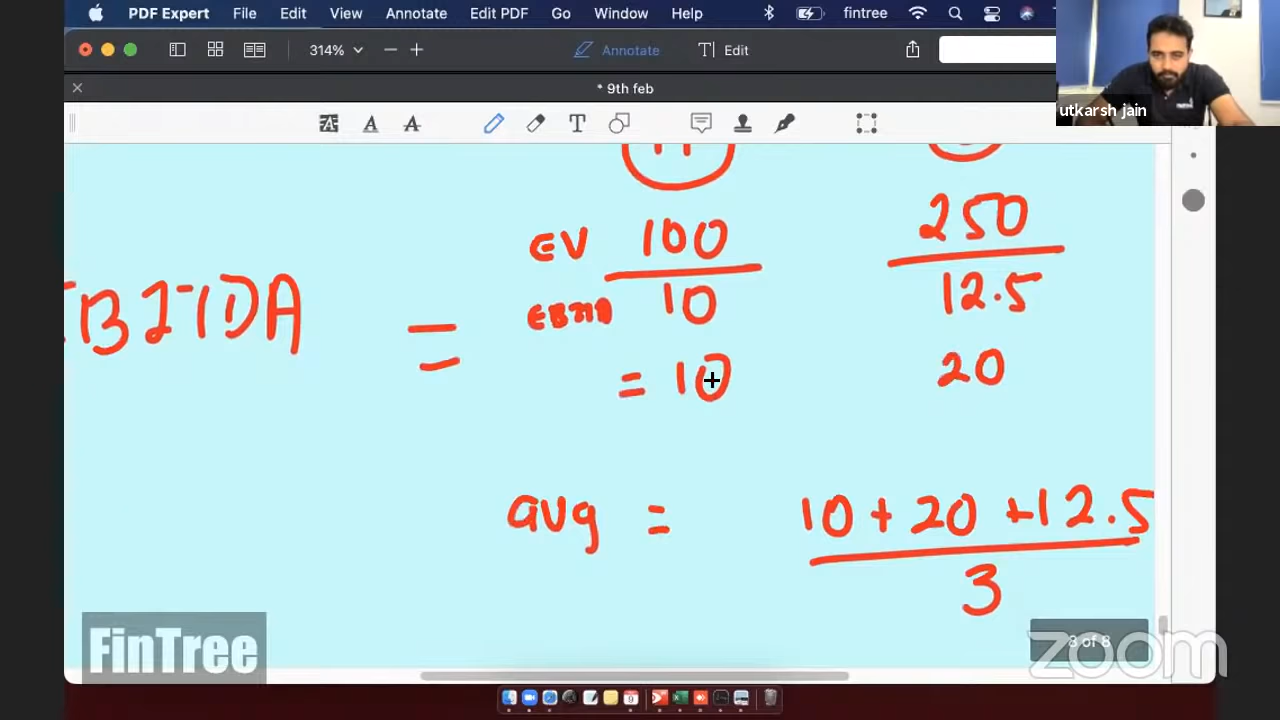 PDF Expert File Edit View Annotate Edit PDF Go Window Help fintree
314% Annotate Edit
* 9th feb
utkarsh jain
EV 100 250
EBITDA = 10 12.5
= 10 20
avg = 10 + 20 + 12.5
3
FinTree
8 of 8
zoom